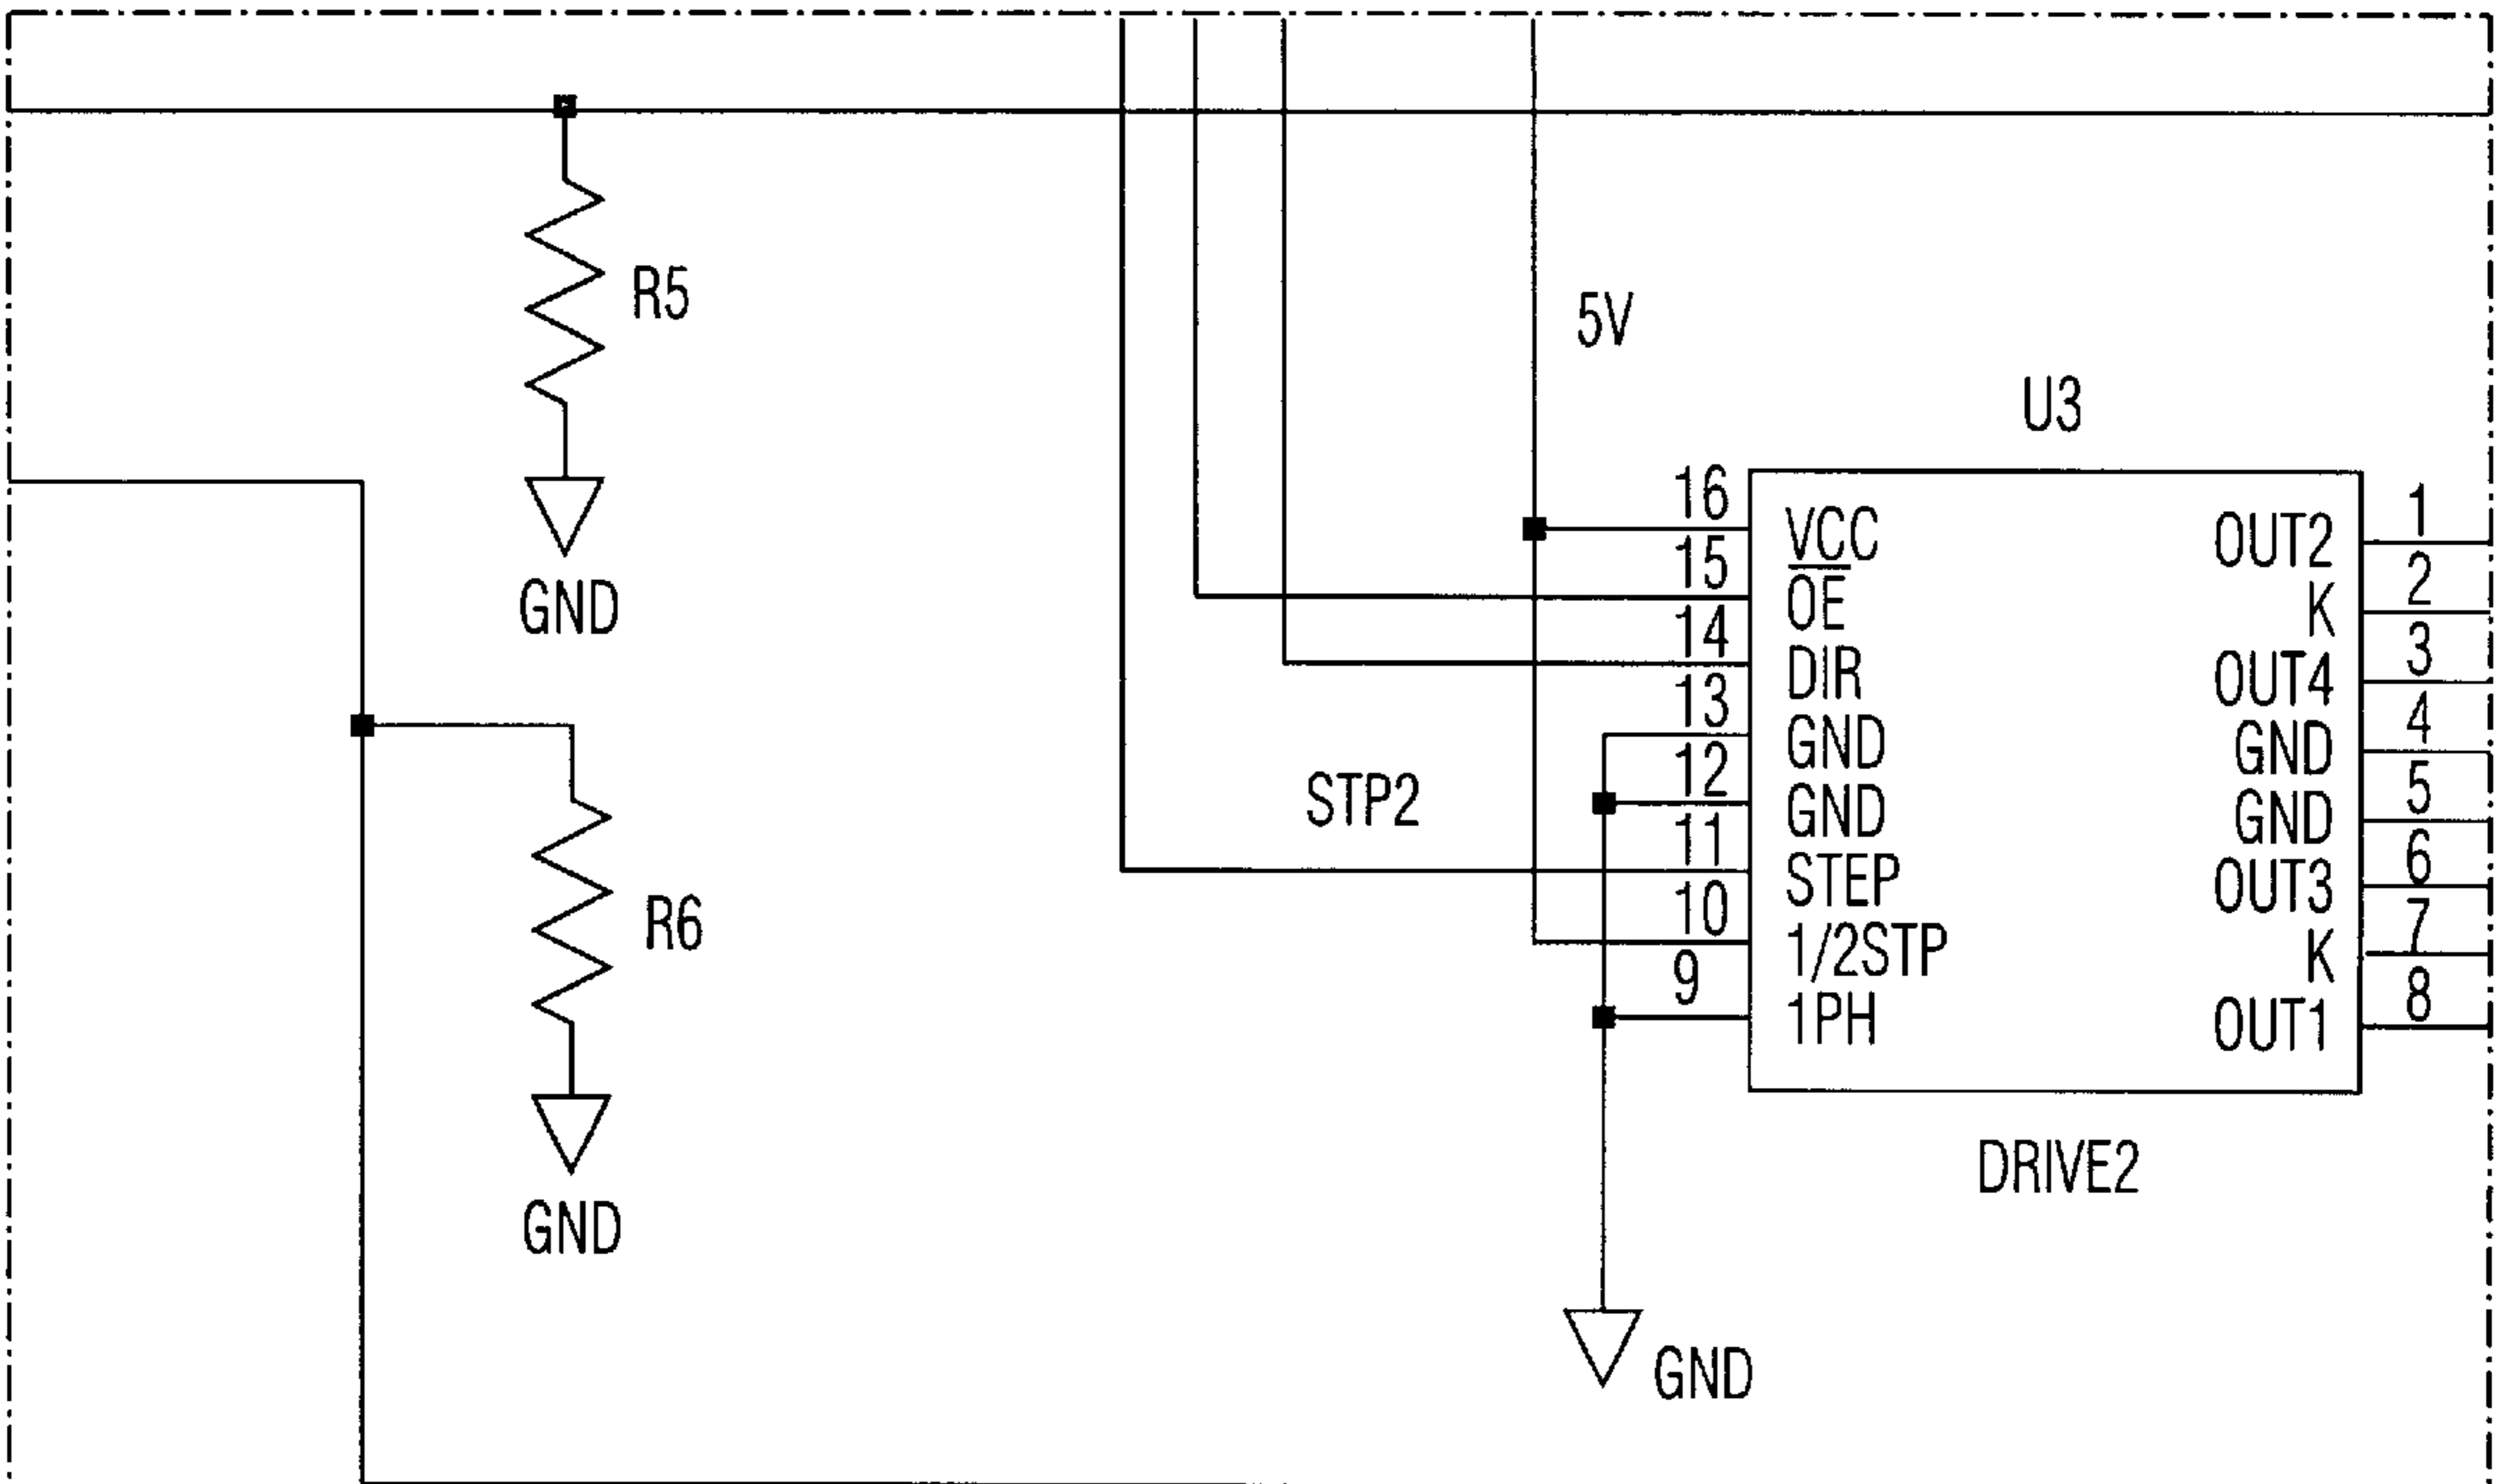 R5
GND
R6
GND
5V
STP2
U3
16 VCC
15 O̅E̅
14 DIR
13 GND
12 GND
11 STEP
10 1/2STP
9 1PH
OUT2 1
K 2
OUT4 3
GND 4
GND 5
OUT3 6
K 7
OUT1 8
DRIVE2
GND